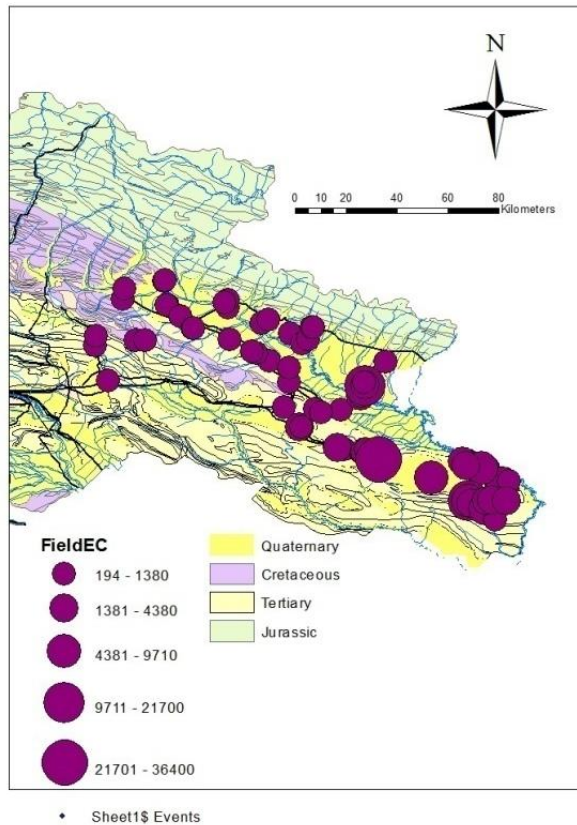 N
0 10 20 40 60 80
Kilometers
FieldEC
194 - 1380
1381 - 4380
4381 - 9710
9711 - 21700
21701 - 36400
Quaternary
Cretaceous
Tertiary
Jurassic
Sheet1$ Events